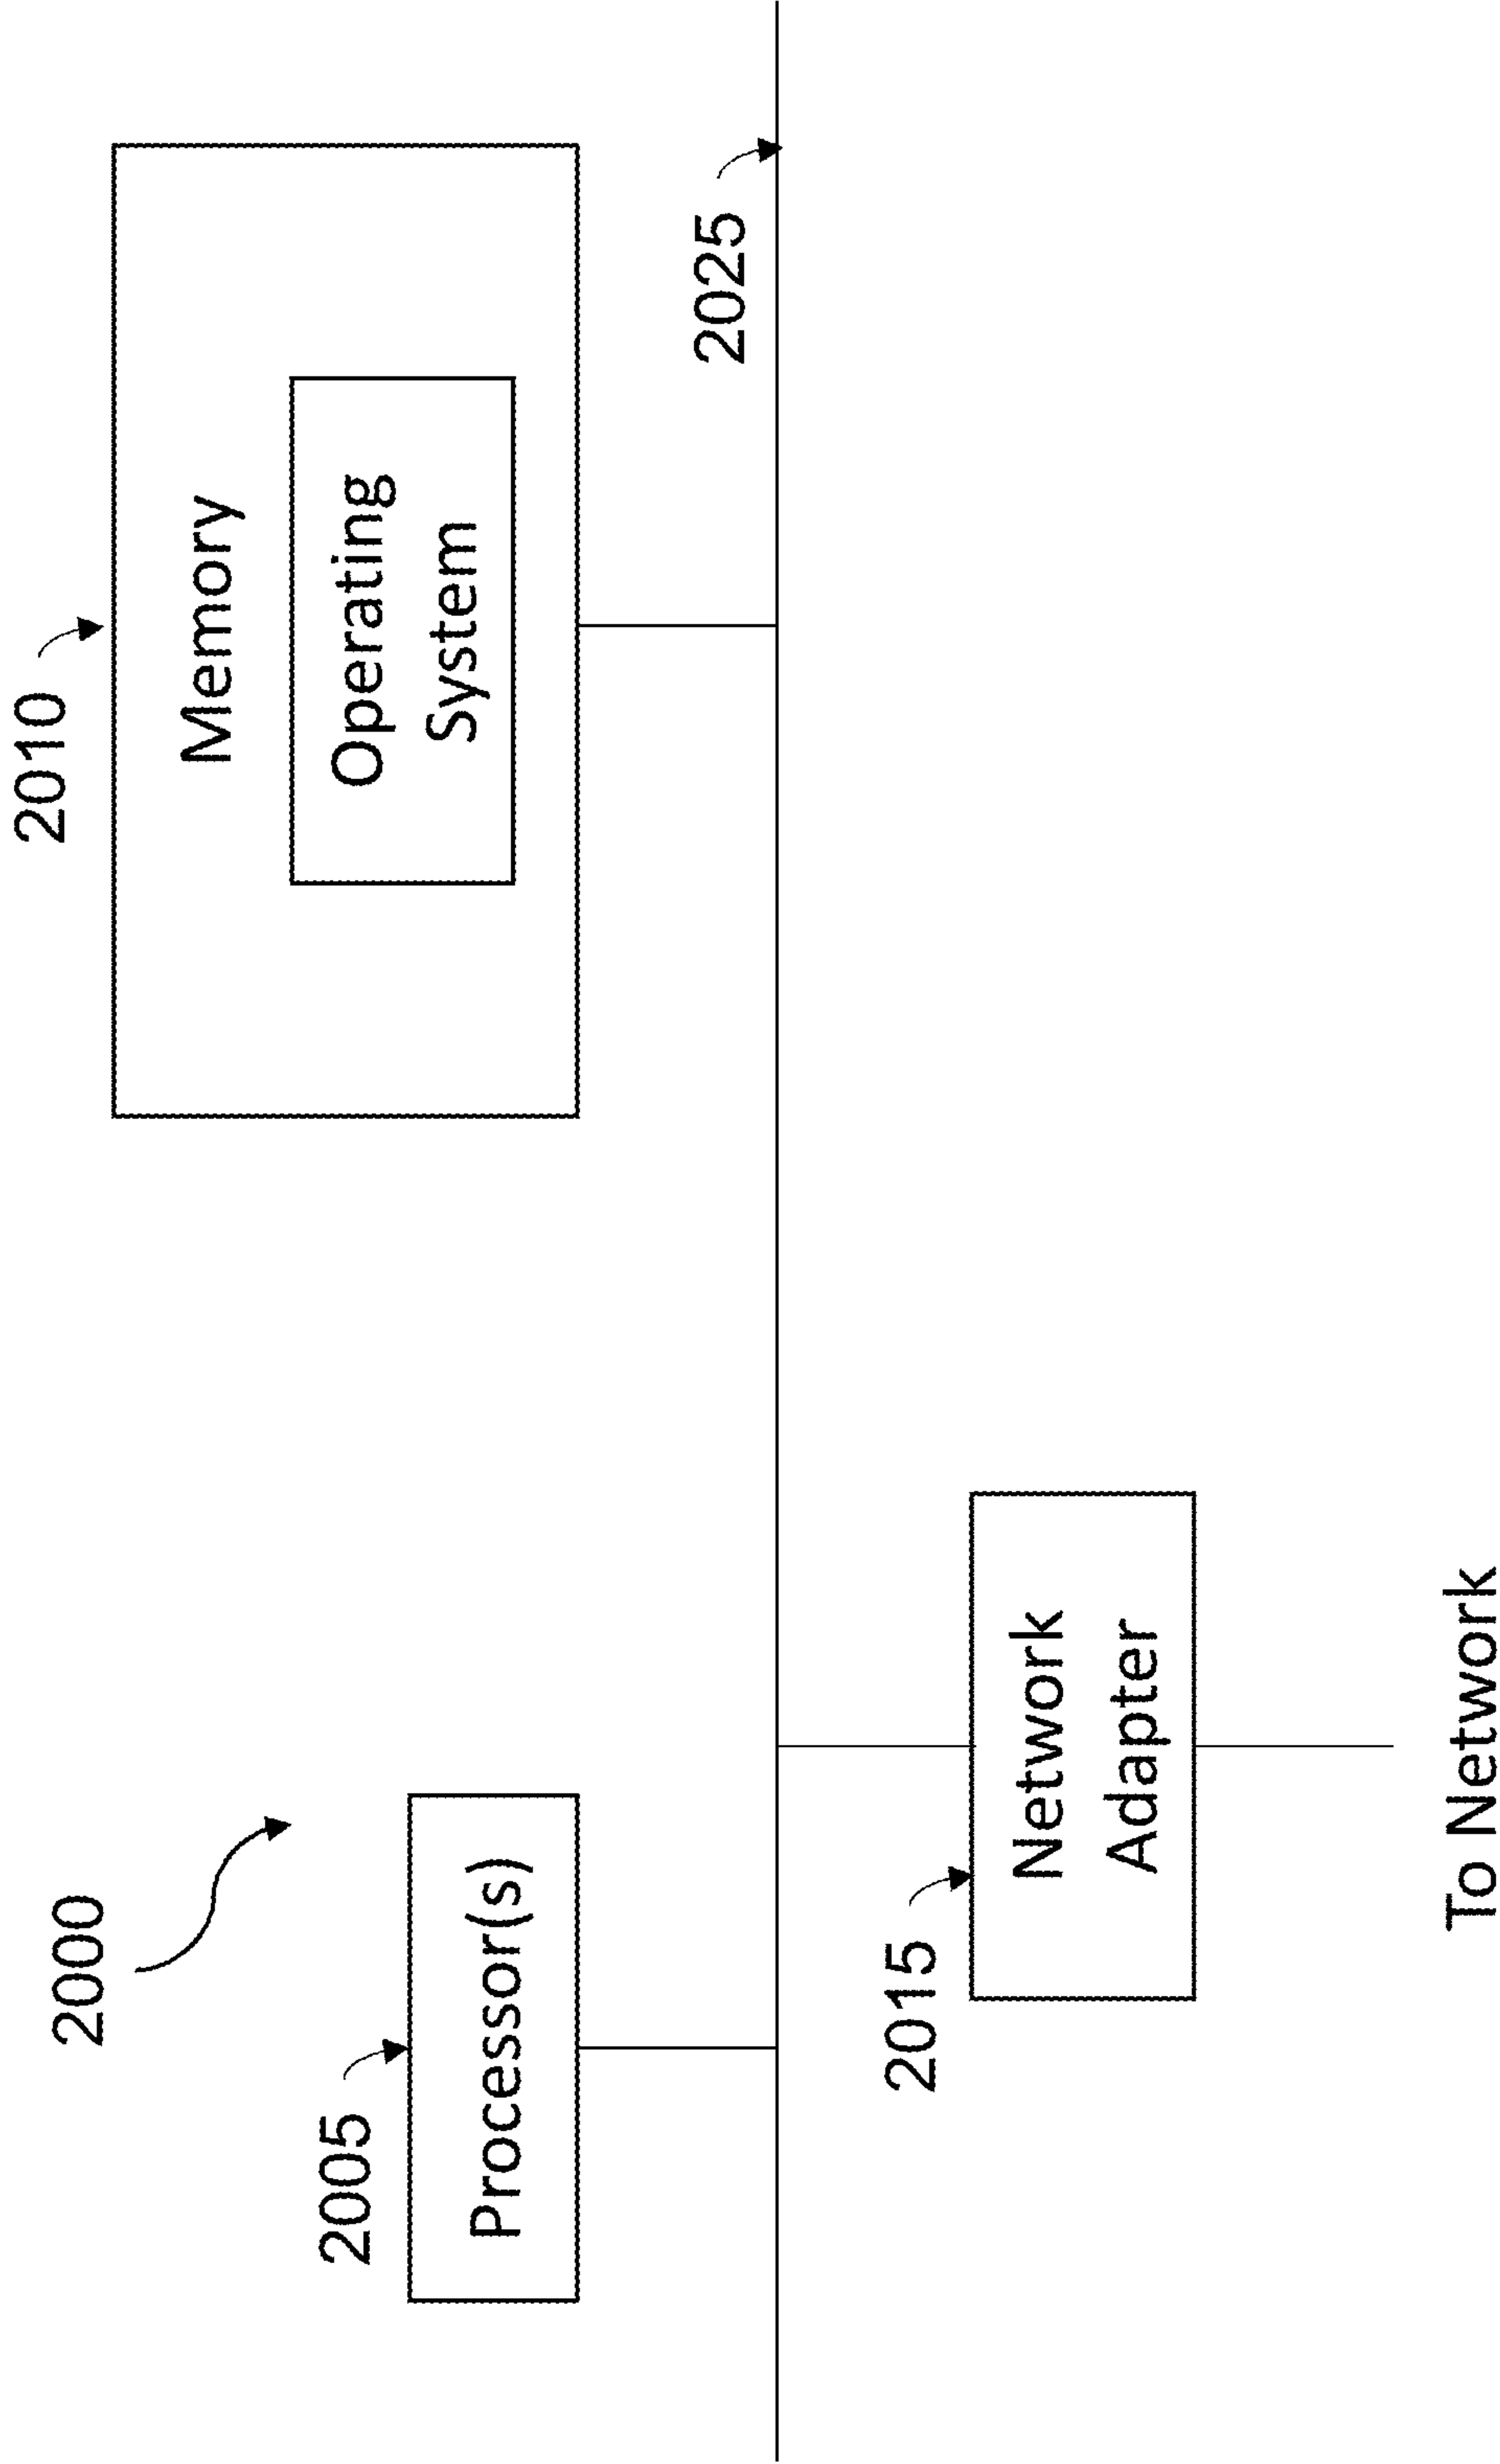 2000
2005
Processor(s)
2010
Memory
Operating
System
2025
2015
Network
Adapter
To Network